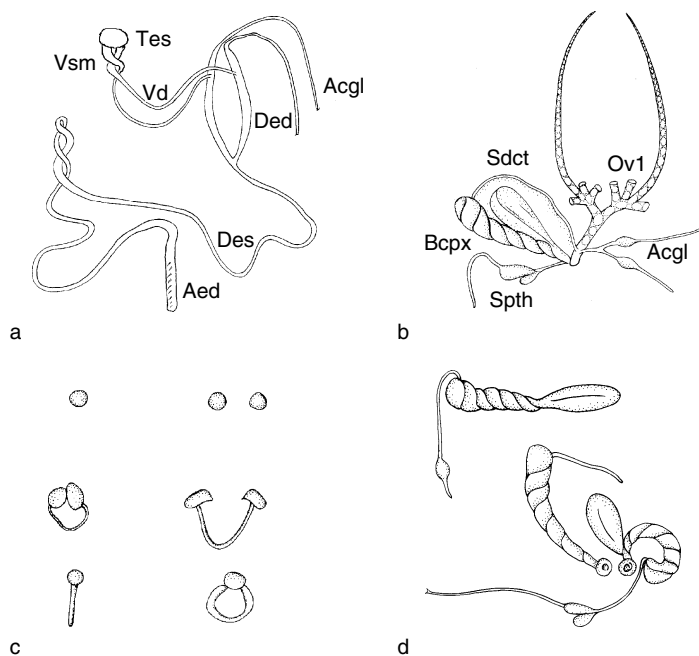 Tes
Vsm
Vd
Acgl
Ded
Des
Aed
a
Sdct
Ov1
Bcpx
Acgl
Spth
b
c
d